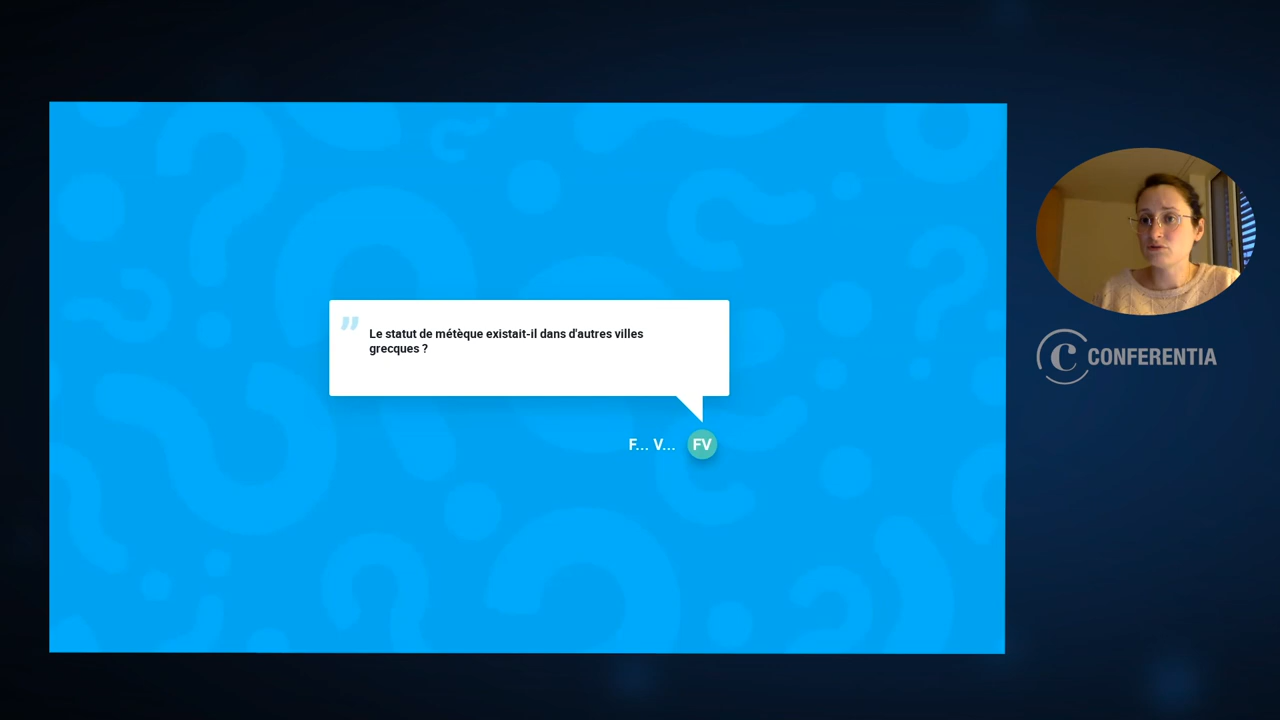 Le statut de métèque existait-il dans d'autres villes
grecques ?
F... V... FV
C CONFERENTIA